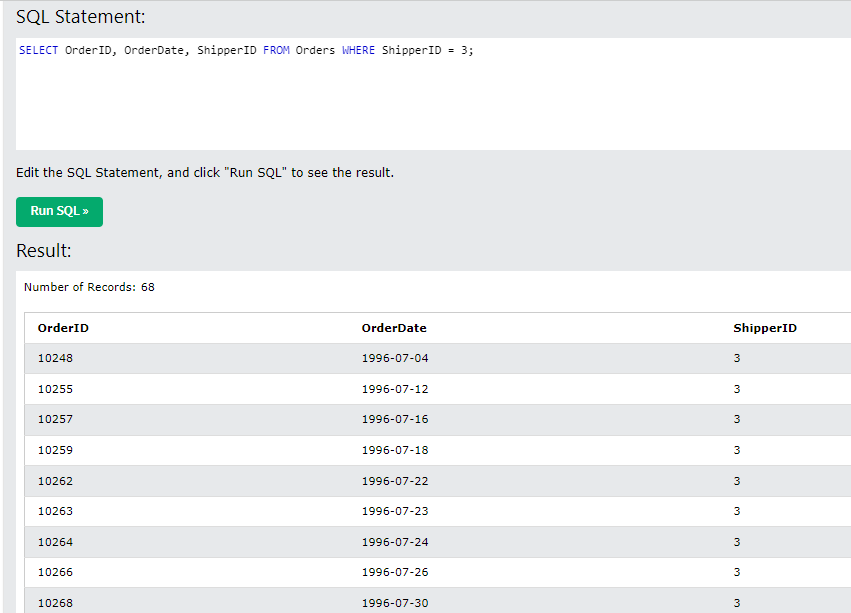 SQL Statement:
SELECT OrderID, OrderDate, ShipperID FROM Orders WHERE ShipperID = 3;
Edit the SQL Statement, and click "Run SQL" to see the result.
Run SQL »
Result:
Number of Records: 68
OrderID OrderDate ShipperID
10248 1996-07-04 3
10255 1996-07-12 3
10257 1996-07-16 3
10259 1996-07-18 3
10262 1996-07-22 3
10263 1996-07-23 3
10264 1996-07-24 3
10266 1996-07-26 3
10268 1996-07-30 3